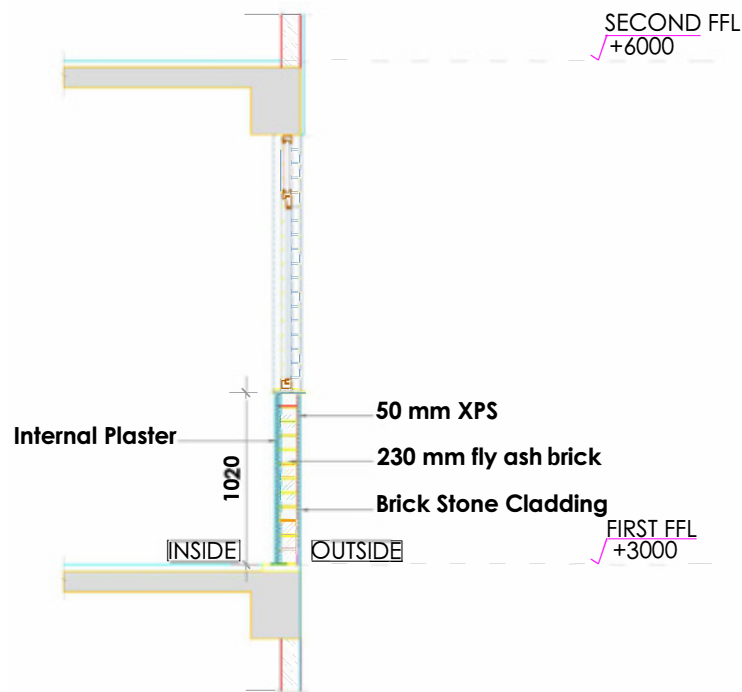 SECOND FFL
+6000
50 mm XPS
Internal Plaster
230 mm fly ash brick
1020
Brick Stone Cladding
INSIDE
OUTSIDE
FIRST FFL
+3000